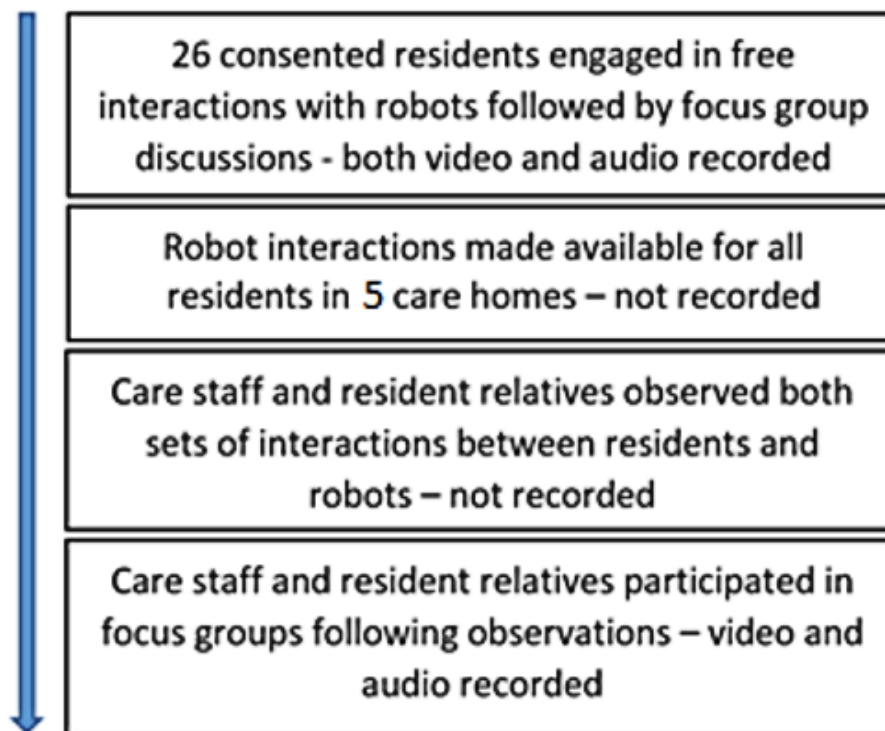 26 consented residents engaged in free
interactions with robots followed by focus group
discussions - both video and audio recorded
Robot interactions made available for all
residents in 5 care homes – not recorded
Care staff and resident relatives observed both
sets of interactions between residents and
robots – not recorded
Care staff and resident relatives participated in
focus groups following observations – video and
audio recorded